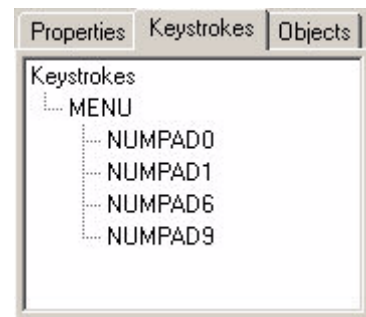 Properties Keystrokes Objects
Keystrokes
MENU
NUMPAD0
NUMPAD1
NUMPAD6
NUMPAD9